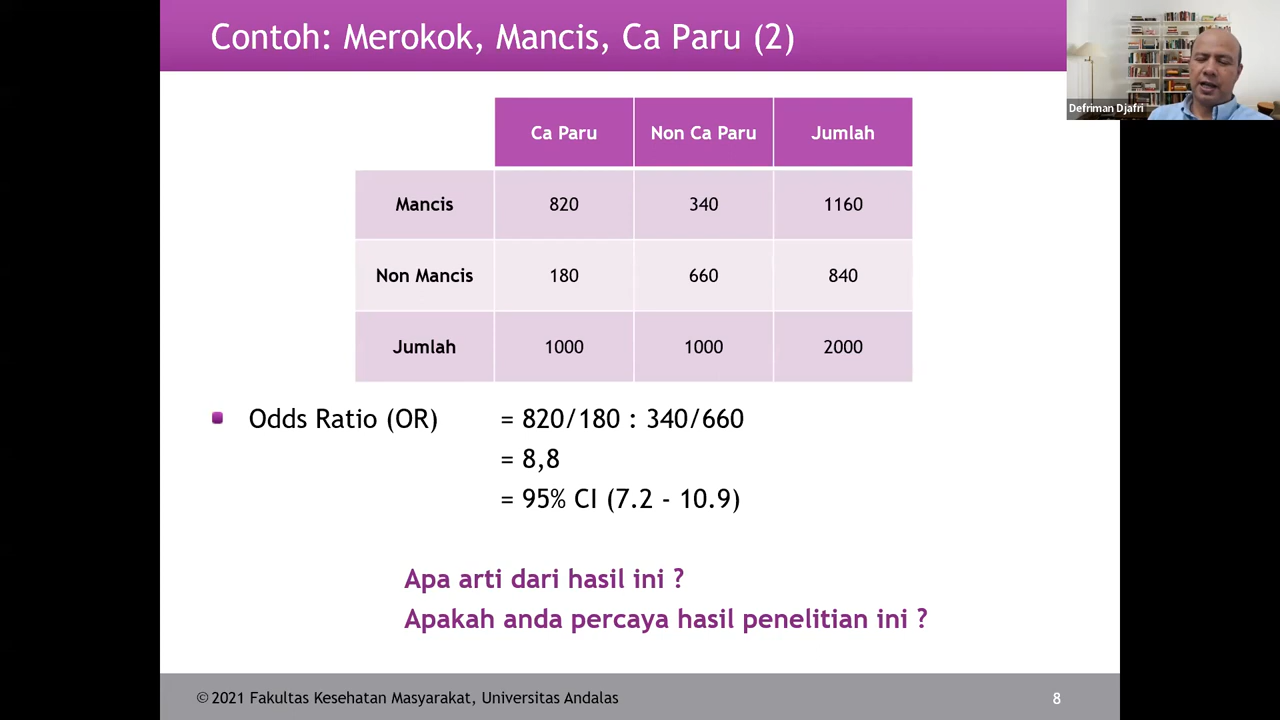 Contoh: Merokok, Mancis, Ca Paru (2)
Defriman Djafri
Ca Paru Non Ca Paru Jumlah
Mancis 820 340 1160
Non Mancis 180 660 840
Jumlah 1000 1000 2000
Odds Ratio (OR) = 820/180 : 340/660
= 8,8
= 95% CI (7.2 - 10.9)
Apa arti dari hasil ini ?
Apakah anda percaya hasil penelitian ini ?
© 2021 Fakultas Kesehatan Masyarakat, Universitas Andalas 8